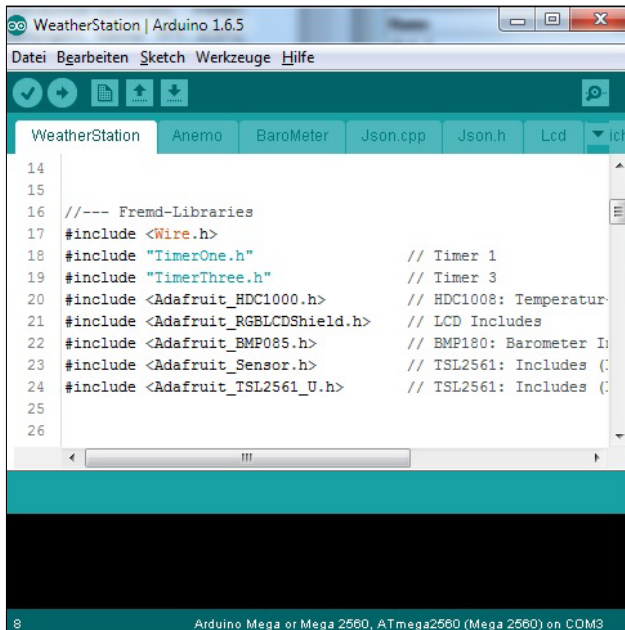 WeatherStation | Arduino 1.6.5
Datei Bearbeiten Sketch Werkzeuge Hilfe
WeatherStation Anemo BaroMeter Json.cpp Json.h Lcd
14
15
16 //--- Fremd-Libraries
17 #include <Wire.h>
18 #include "TimerOne.h" // Timer 1
19 #include "TimerThree.h" // Timer 3
20 #include <Adafruit_HDC1000.h> // HDC1008: Temperatur-
21 #include <Adafruit_RGBLCDShield.h> // LCD Includes
22 #include <Adafruit_BMP085.h> // BMP180: Barometer
23 #include <Adafruit_Sensor.h> // TSL2561: Includes
24 #include <Adafruit_TSL2561_U.h> // TSL2561: Includes
25
26
8 Arduino Mega or Mega 2560, ATmega2560 (Mega 2560) on COM3